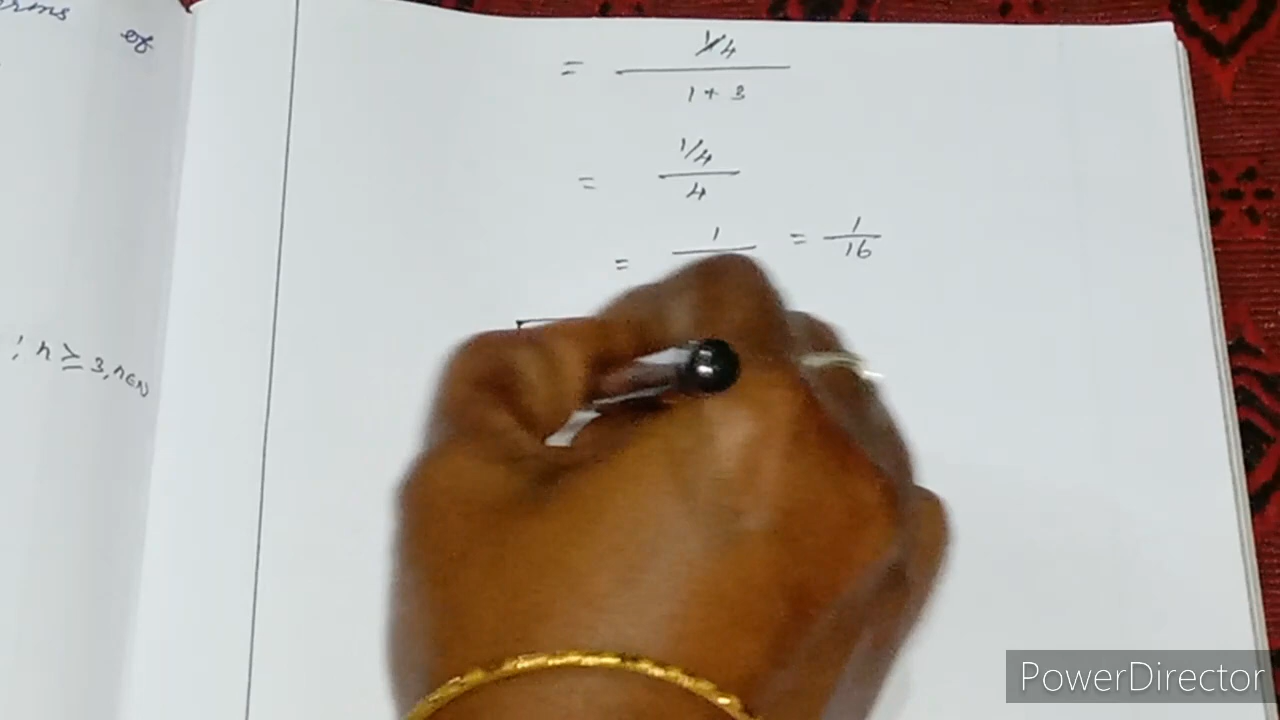 of
= 1/4
1 + 3
= 1/4
4
= 1 = 1
16
; n ≥ 3, n ∈ N
PowerDirector